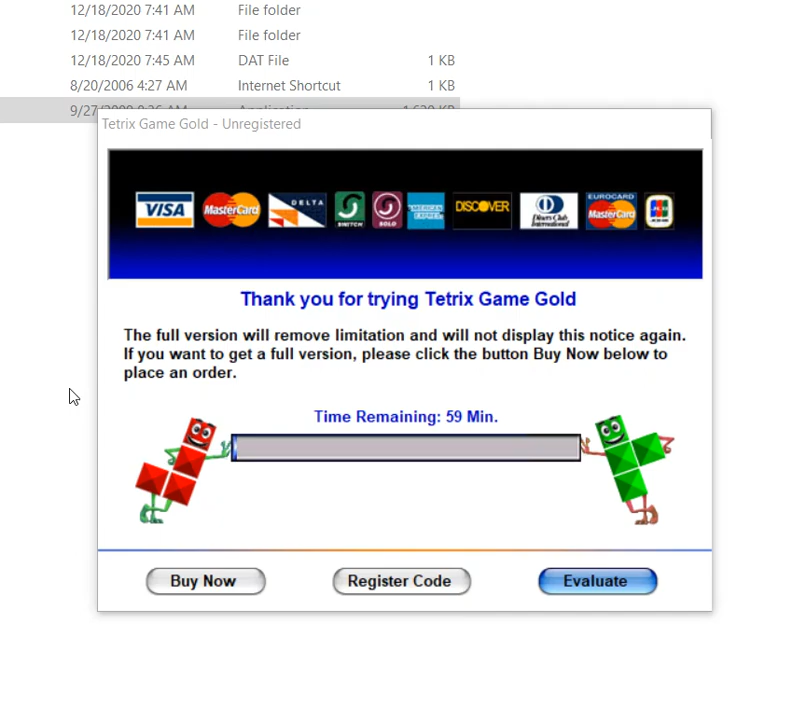 12/18/2020 7:41 AM File folder
12/18/2020 7:41 AM File folder
12/18/2020 7:45 AM DAT File 1 KB
8/20/2006 4:27 AM Internet Shortcut 1 KB
Tetrix Game Gold - Unregistered
VISA MasterCard DELTA SWITCH SOLO AMERICAN EXPRESS DISCOVER Diners Club International EUROCARD MasterCard JCB
Thank you for trying Tetrix Game Gold
The full version will remove limitation and will not display this notice again.
If you want to get a full version, please click the button Buy Now below to
place an order.
Time Remaining: 59 Min.
Buy Now Register Code Evaluate